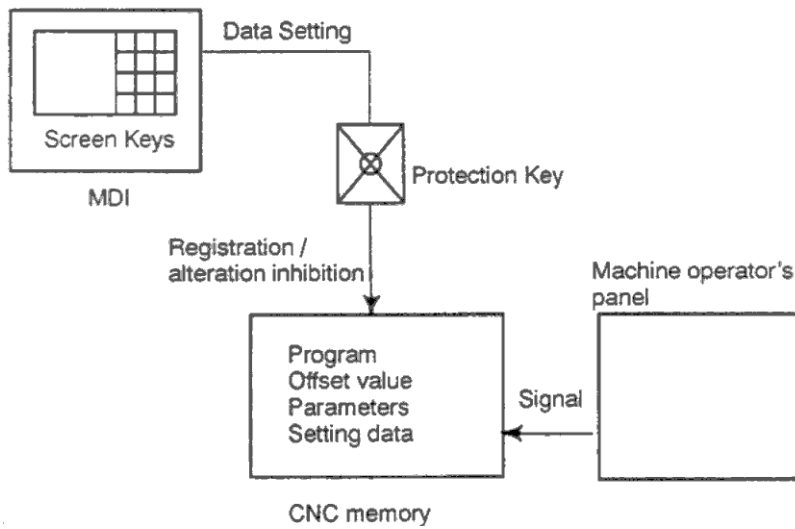 Data Setting
Screen Keys
MDI
Protection Key
Registration /
alteration inhibition
Machine operator's
panel
Program
Offset value
Parameters
Setting data
Signal
CNC memory